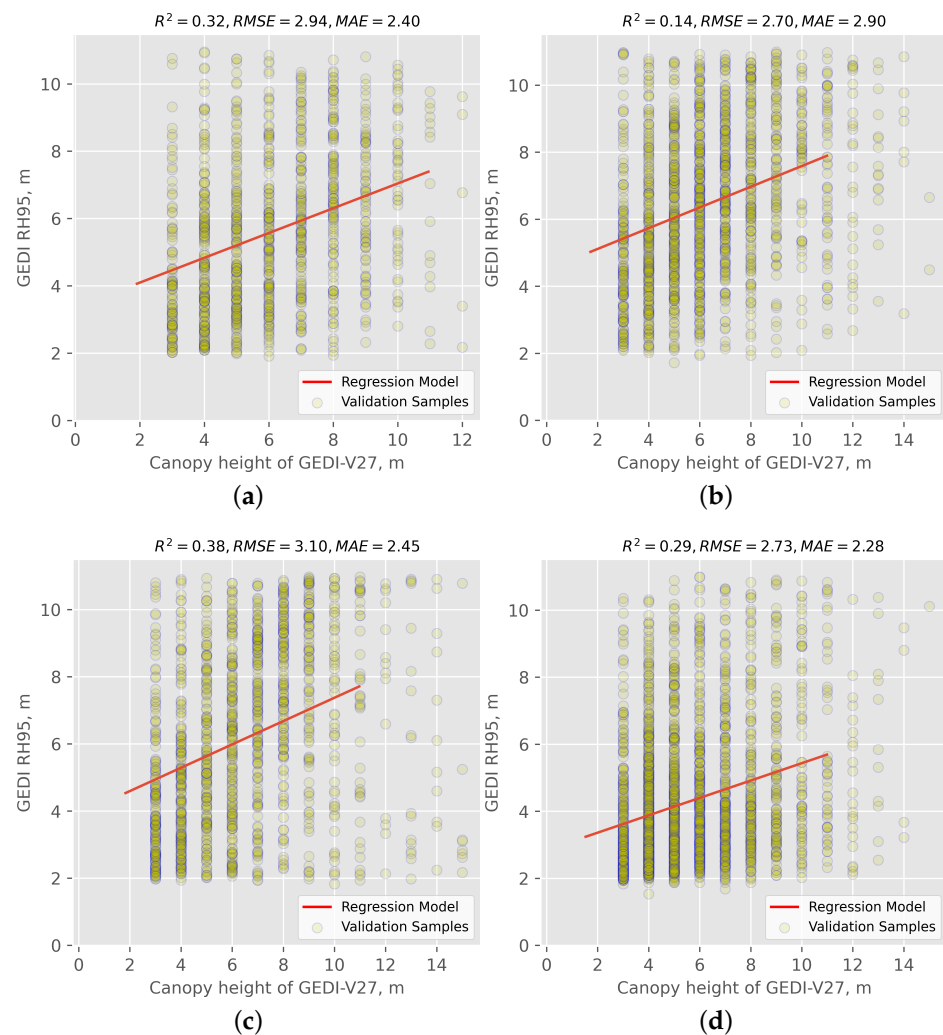 R² = 0.32, RMSE = 2.94, MAE = 2.40
GEDI RH95, m
10
8
6
4
2
0
Regression Model
Validation Samples
0 2 4 6 8 10 12
Canopy height of GEDI-V27, m
(a)
R² = 0.14, RMSE = 2.70, MAE = 2.90
GEDI RH95, m
10
8
6
4
2
0
Regression Model
Validation Samples
0 2 4 6 8 10 12 14
Canopy height of GEDI-V27, m
(b)
R² = 0.38, RMSE = 3.10, MAE = 2.45
GEDI RH95, m
10
8
6
4
2
0
Regression Model
Validation Samples
0 2 4 6 8 10 12 14
Canopy height of GEDI-V27, m
(c)
R² = 0.29, RMSE = 2.73, MAE = 2.28
GEDI RH95, m
10
8
6
4
2
0
Regression Model
Validation Samples
0 2 4 6 8 10 12 14
Canopy height of GEDI-V27, m
(d)